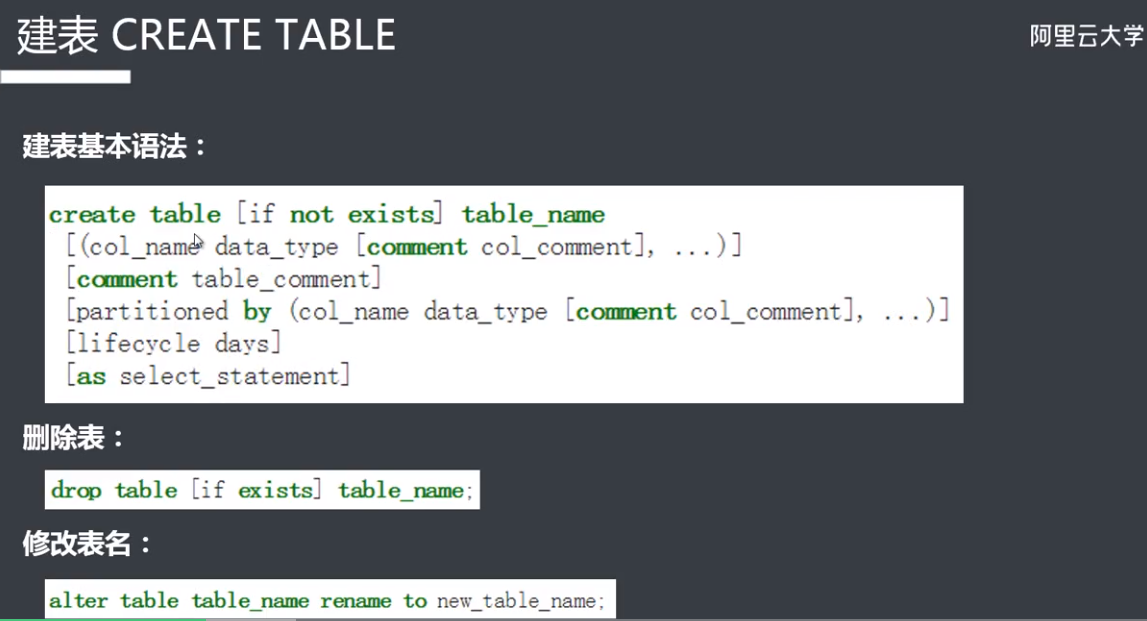 建表 CREATE TABLE
阿里云大学
建表基本语法：
create table [if not exists] table_name
[(col_name data_type [comment col_comment], ...)]
[comment table_comment]
[partitioned by (col_name data_type [comment col_comment], ...)]
[lifecycle days]
[as select_statement]
删除表：
drop table [if exists] table_name;
修改表名：
alter table table_name rename to new_table_name;